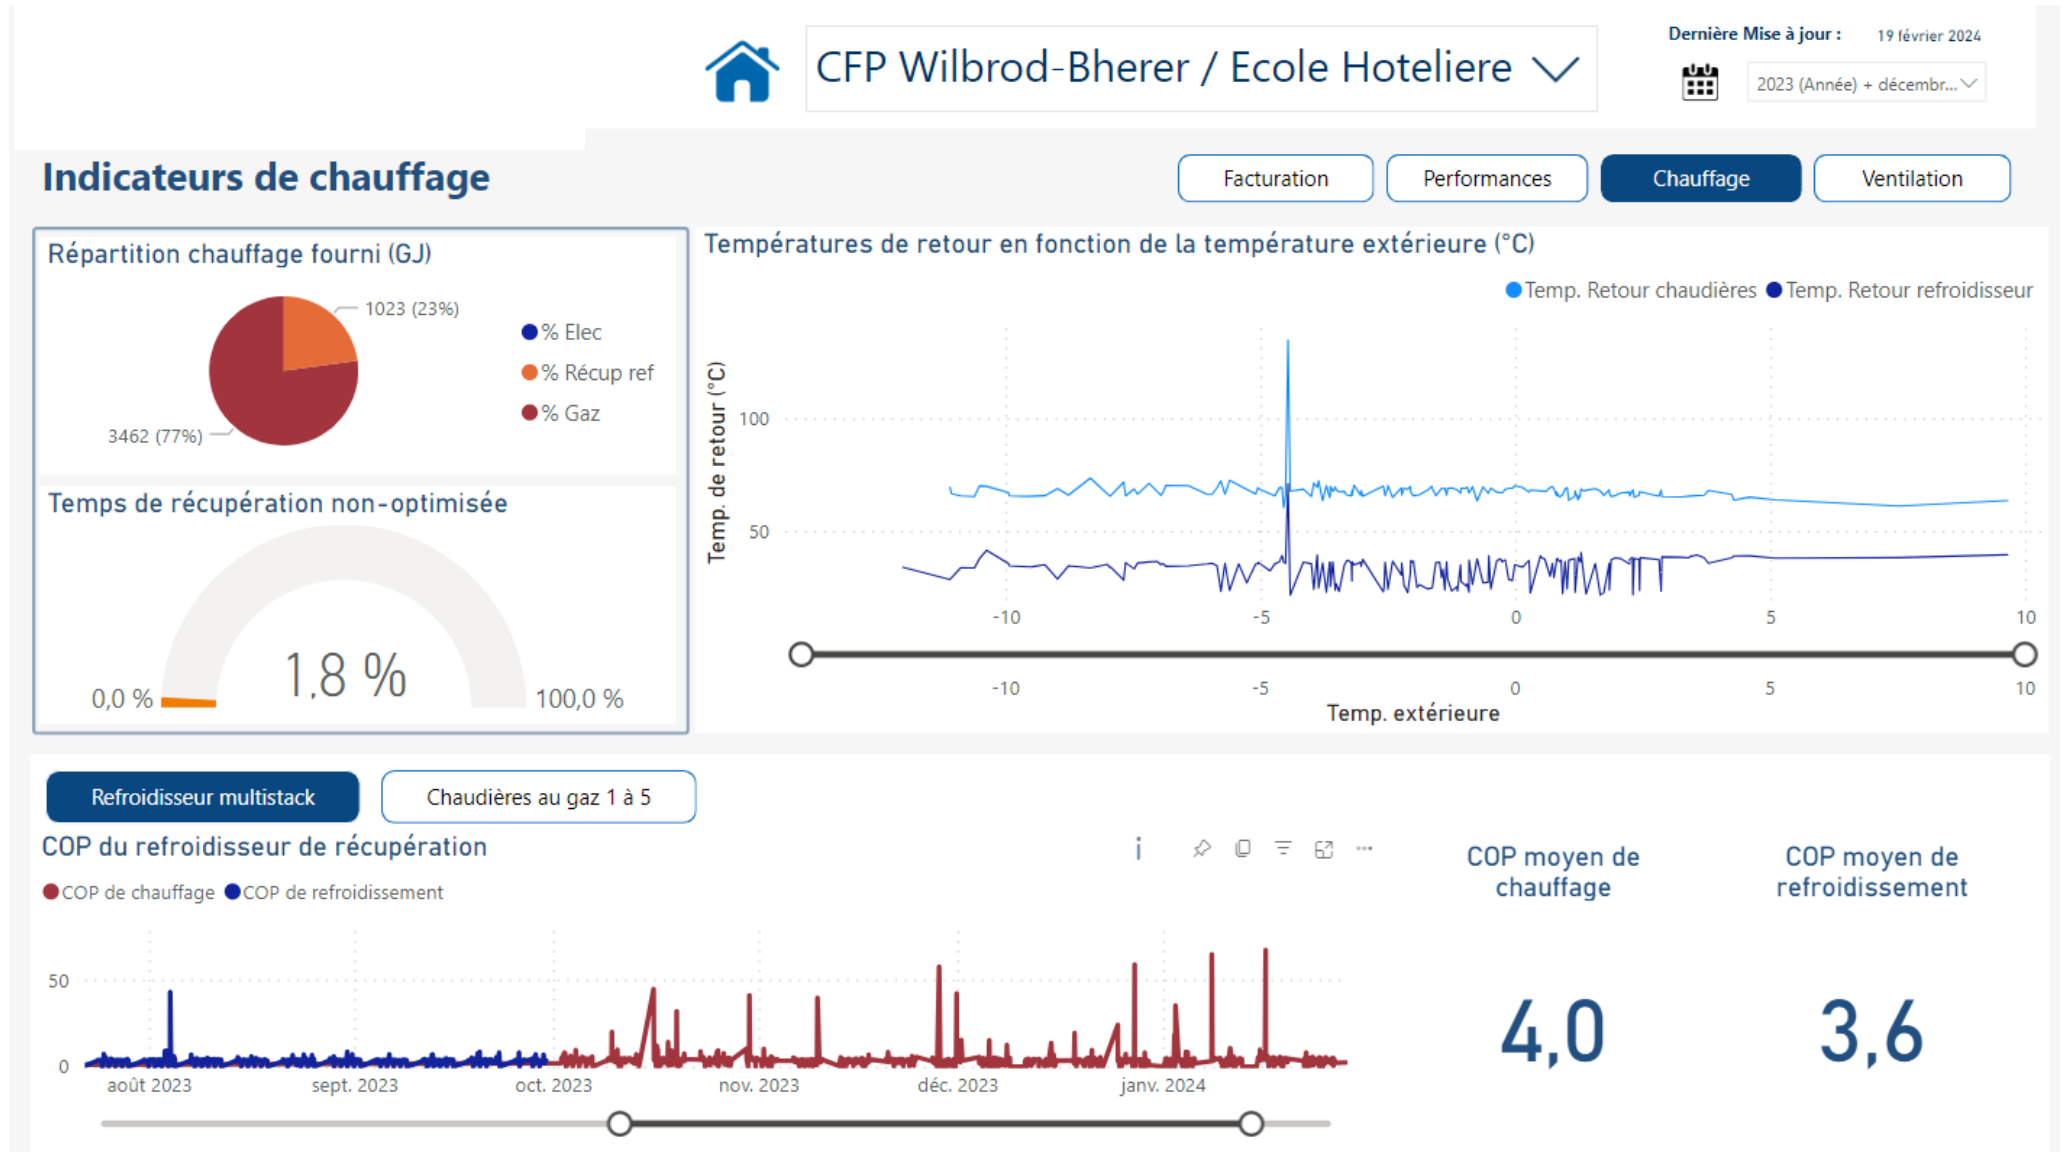 Dernière Mise à jour : 19 février 2024
CFP Wilbrod-Bherer / Ecole Hoteliere
2023 (Année) + décembr...
Indicateurs de chauffage
Facturation
Performances
Chauffage
Ventilation
Répartition chauffage fourni (GJ)
1023 (23%)
3462 (77%)
% Elec
% Récup ref
% Gaz
Temps de récupération non-optimisée
1,8 %
0,0 %
100,0 %
Températures de retour en fonction de la température extérieure (°C)
Temp. Retour chaudières
Temp. Retour refroidisseur
Temp. de retour (°C)
100
50
-10 -5 0 5 10
-10 -5 0 5 10
Temp. extérieure
Refroidisseur multistack
Chaudières au gaz 1 à 5
COP du refroidisseur de récupération
COP de chauffage
COP de refroidissement
50
0
août 2023 sept. 2023 oct. 2023 nov. 2023 déc. 2023 janv. 2024
COP moyen de
chauffage
4,0
COP moyen de
refroidissement
3,6